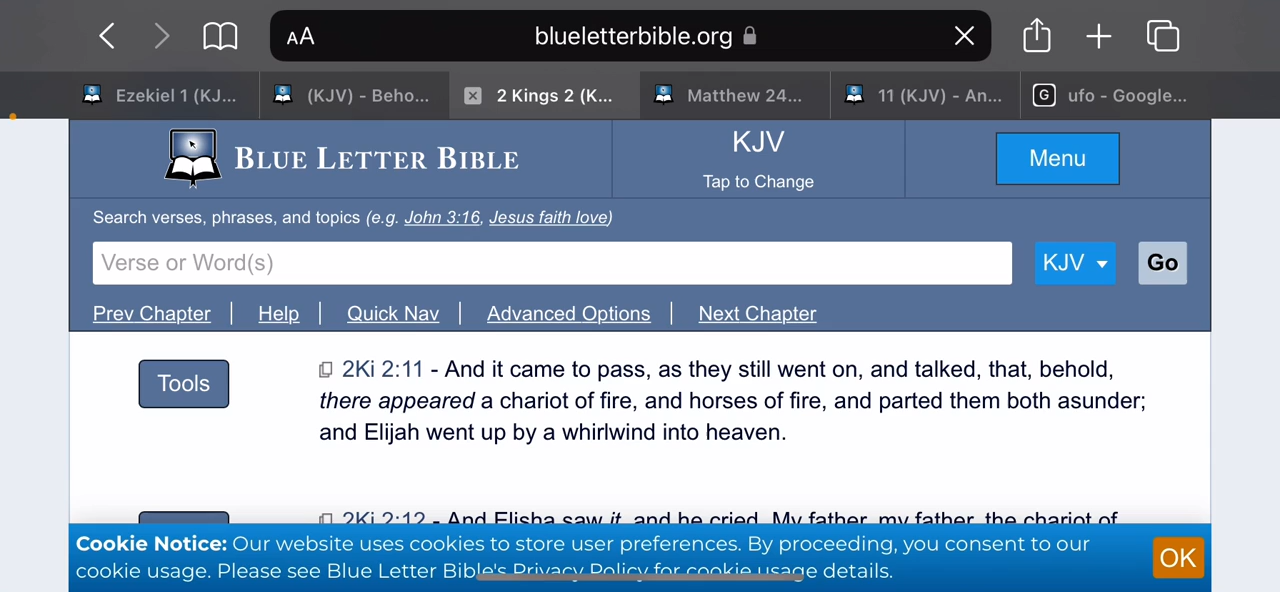 AA
blueletterbible.org
Ezekiel 1 (KJ...
(KJV) - Beho...
2 Kings 2 (K...
Matthew 24...
11 (KJV) - An...
G
ufo - Google...
BLUE LETTER BIBLE
KJV
Tap to Change
Menu
Search verses, phrases, and topics (e.g. John 3:16, Jesus faith love)
Verse or Word(s)
KJV
Go
Prev Chapter | Help | Quick Nav | Advanced Options | Next Chapter
Tools
2Ki 2:11 - And it came to pass, as they still went on, and talked, that, behold,
there appeared a chariot of fire, and horses of fire, and parted them both asunder;
and Elijah went up by a whirlwind into heaven.
2Ki 2:12 - And Elisha saw it, and he cried, My father, my father, the chariot of
Cookie Notice: Our website uses cookies to store user preferences. By proceeding, you consent to our
cookie usage. Please see Blue Letter Bible's Privacy Policy for cookie usage details.
OK